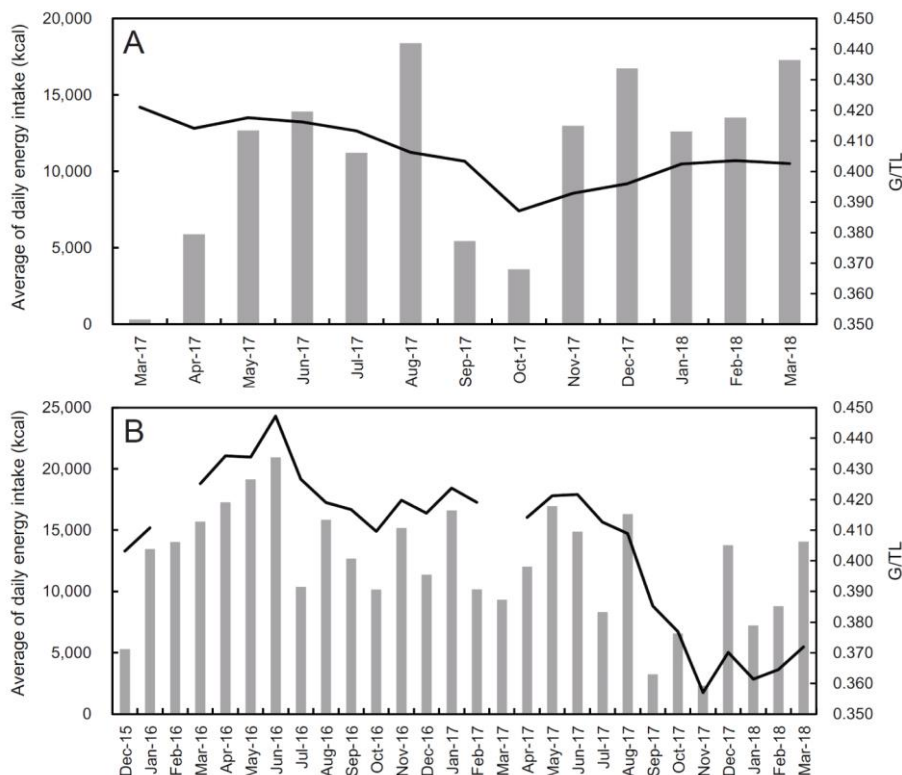 A
Average of daily energy intake (kcal)
20,000
15,000
10,000
5,000
0
0.450
0.440
0.430
0.420
0.410
0.400
0.390
0.380
0.370
0.360
0.350
G/TL
Mar-17
Apr-17
May-17
Jun-17
Jul-17
Aug-17
Sep-17
Oct-17
Nov-17
Dec-17
Jan-18
Feb-18
Mar-18
B
Average of daily energy intake (kcal)
25,000
20,000
15,000
10,000
5,000
0
0.450
0.440
0.430
0.420
0.410
0.400
0.390
0.380
0.370
0.360
0.350
G/TL
Dec-15
Jan-16
Feb-16
Mar-16
Apr-16
May-16
Jun-16
Jul-16
Aug-16
Sep-16
Oct-16
Nov-16
Dec-16
Jan-17
Feb-17
Mar-17
Apr-17
May-17
Jun-17
Jul-17
Aug-17
Sep-17
Oct-17
Nov-17
Dec-17
Jan-18
Feb-18
Mar-18